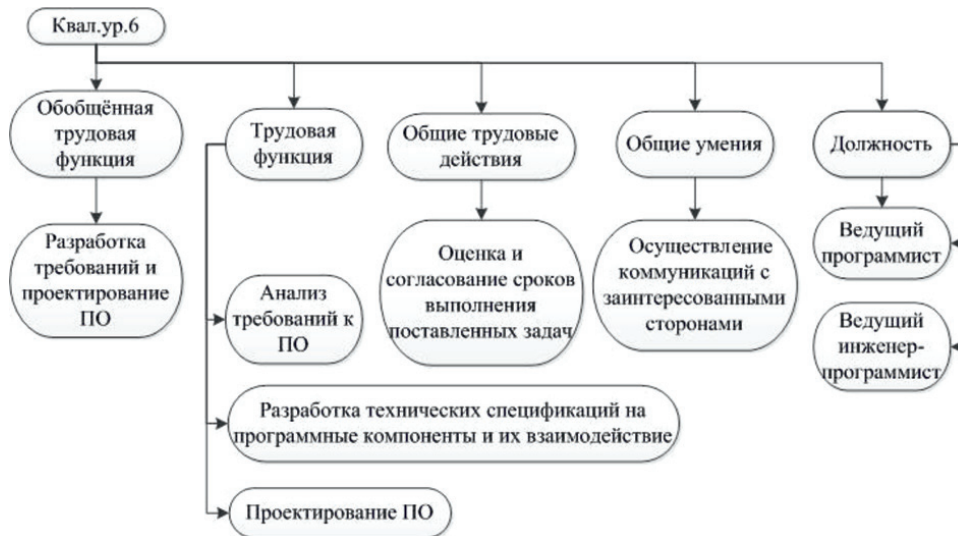 Квал.ур.6
Обобщённая
трудовая
функция
Трудовая
функция
Общие трудовые
действия
Общие умения
Должность
Разработка
требований и
проектирование
ПО
Анализ
требований к
ПО
Оценка и
согласование сроков
выполнения
поставленных задач
Осуществление
коммуникаций с
заинтересованными
сторонами
Ведущий
программист
Ведущий
инженер-
программист
Разработка технических спецификаций на
программные компоненты и их взаимодействие
Проектирование ПО